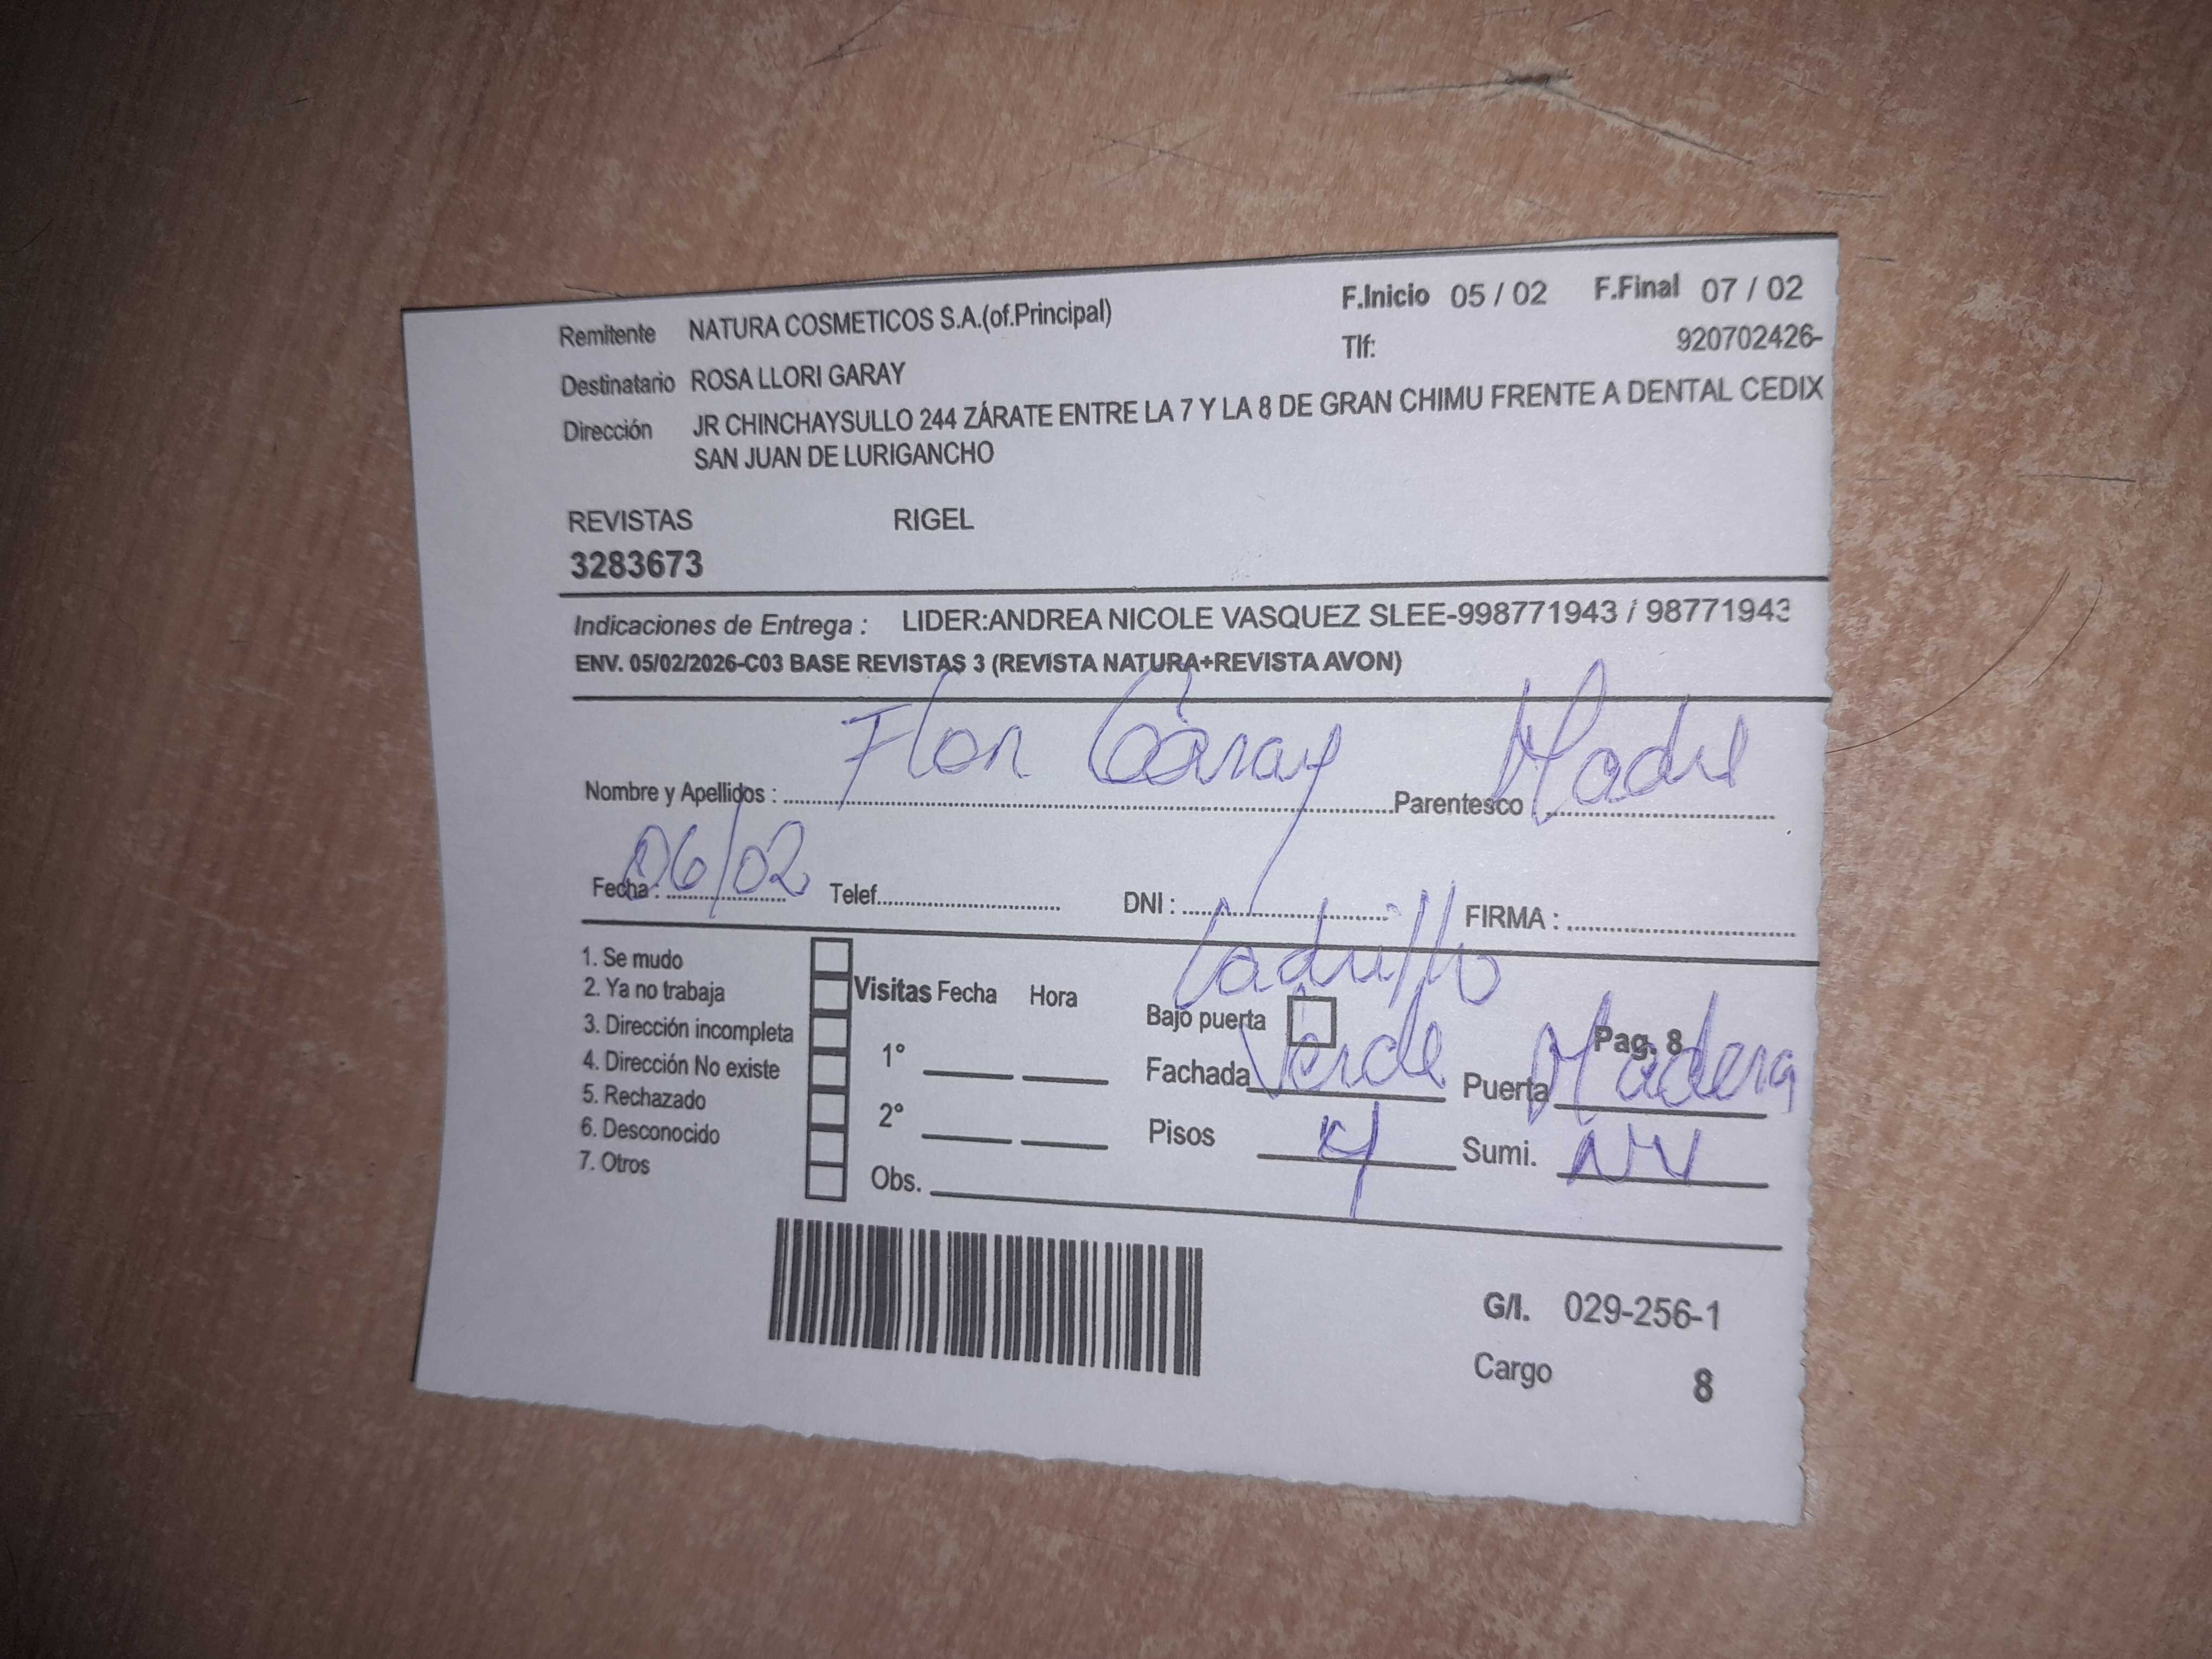 Remitente NATURA COSMETICOS S.A.(of.Principal) F.Inicio 05 / 02 F.Final 07 / 02
Tlf: 920702426-
Destinatario ROSA LLORI GARAY
Dirección JR CHINCHAYSULLO 244 ZÁRATE ENTRE LA 7 Y LA 8 DE GRAN CHIMU FRENTE A DENTAL CEDIX
SAN JUAN DE LURIGANCHO
REVISTAS RIGEL
3283673
Indicaciones de Entrega : LIDER:ANDREA NICOLE VASQUEZ SLEE-998771943 / 98771943
ENV. 05/02/2026-C03 BASE REVISTAS 3 (REVISTA NATURA+REVISTA AVON)
Nombre y Apellidos : Flor Garay Parentesco Madre
Fecha : 06/02 Telef. DNI : FIRMA :
Ladrillo
1. Se mudo
2. Ya no trabaja Visitas Fecha Hora Bajo puerta Pag. 8
3. Dirección incompleta 1° Fachada Verde Puerta Madera
4. Dirección No existe
5. Rechazado 2° Pisos 4 Sumi. NV
6. Desconocido
7. Otros Obs.
G/I. 029-256-1
Cargo 8